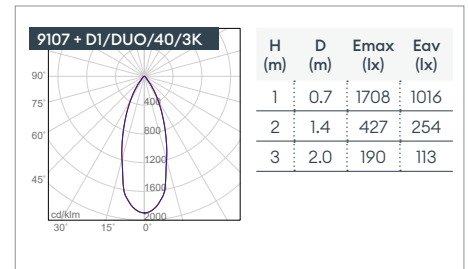 9107 + D1/DUO/40/3K
90°
75°
60°
45°
30° 15° 0°
400
800
1200
1600
2000
cd/klm
H D Emax Eav
(m) (m) (lx) (lx)
1 0.7 1708 1016
2 1.4 427 254
3 2.0 190 113